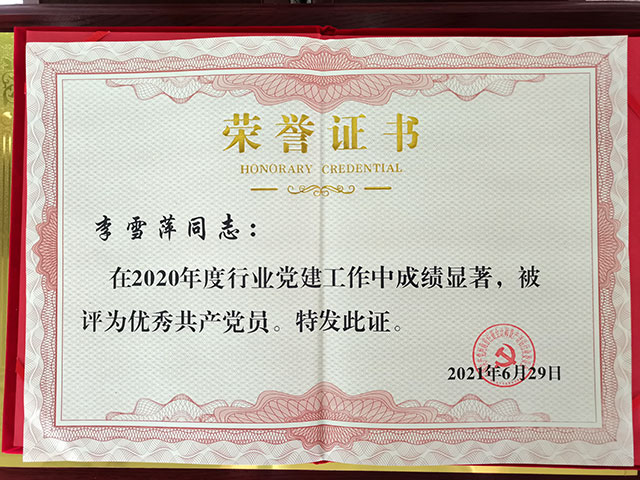 荣誉证书
HONORARY CREDENTIAL
李雪萍同志：
在2020年度行业党建工作中成绩显著，被
评为优秀共产党员。特发此证。
2021年6月29日